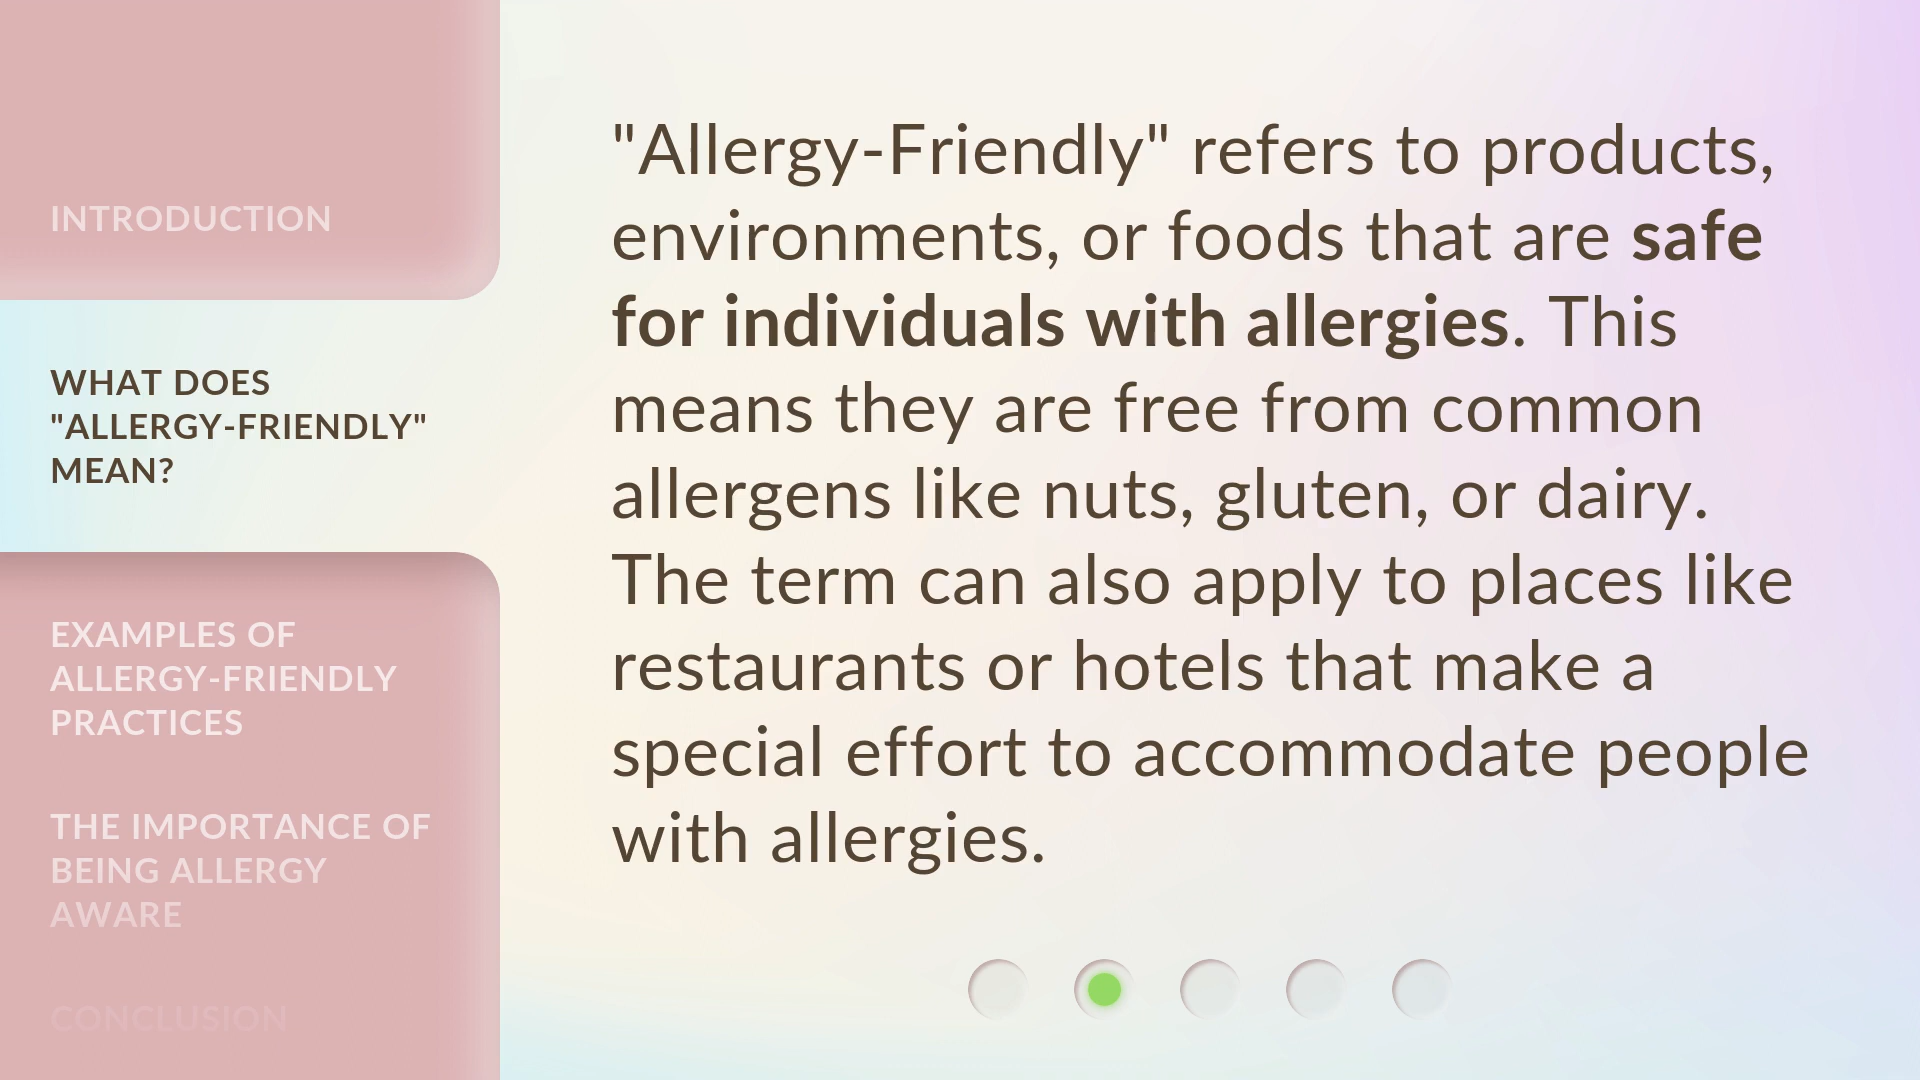 INTRODUCTION
WHAT DOES
"ALLERGY-FRIENDLY"
MEAN?
EXAMPLES OF
ALLERGY-FRIENDLY
PRACTICES
THE IMPORTANCE OF
BEING ALLERGY
AWARE
CONCLUSION
"Allergy-Friendly" refers to products,
environments, or foods that are safe
for individuals with allergies. This
means they are free from common
allergens like nuts, gluten, or dairy.
The term can also apply to places like
restaurants or hotels that make a
special effort to accommodate people
with allergies.